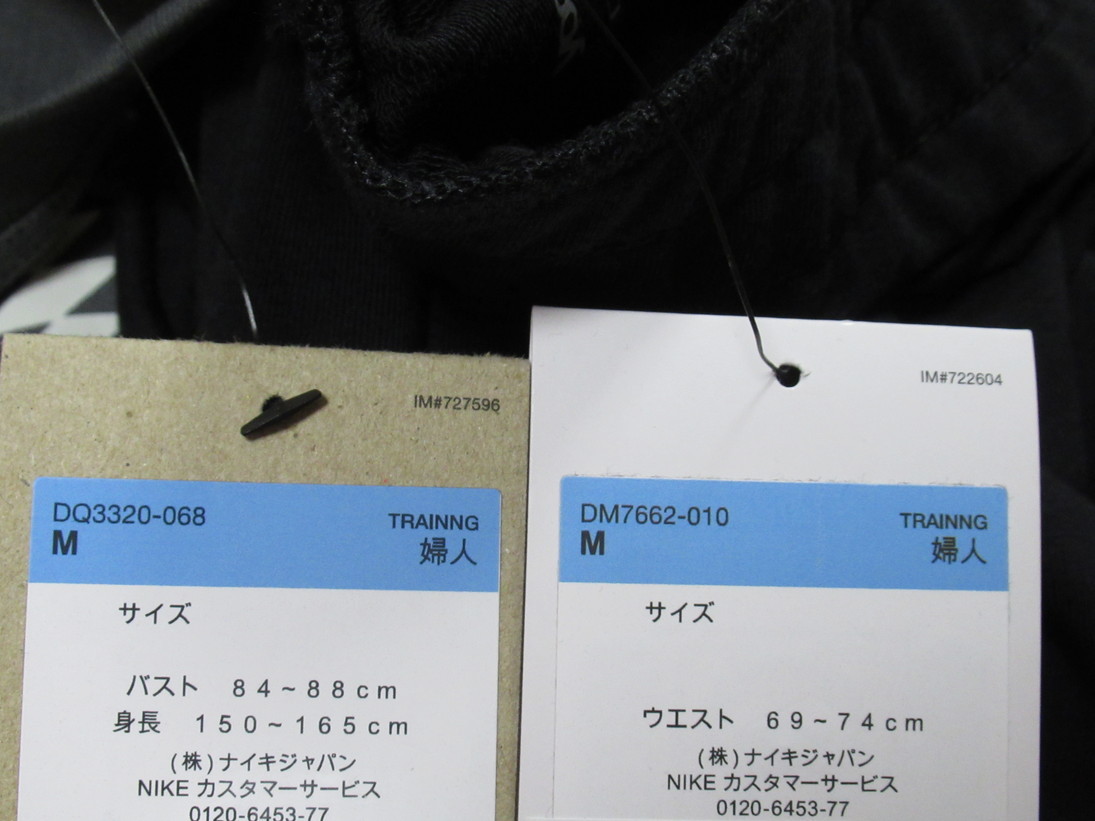 IM#727596
DQ3320-068
TRAINNG
M
婦人
サイズ
バスト 84~88cm
身長 150~165cm
(株)ナイキジャパン
NIKE カスタマーサービス
0120-6453-77
IM#722604
DM7662-010
TRAINNG
M
婦人
サイズ
ウエスト 69~74cm
(株)ナイキジャパン
NIKE カスタマーサービス
0120-6453-77